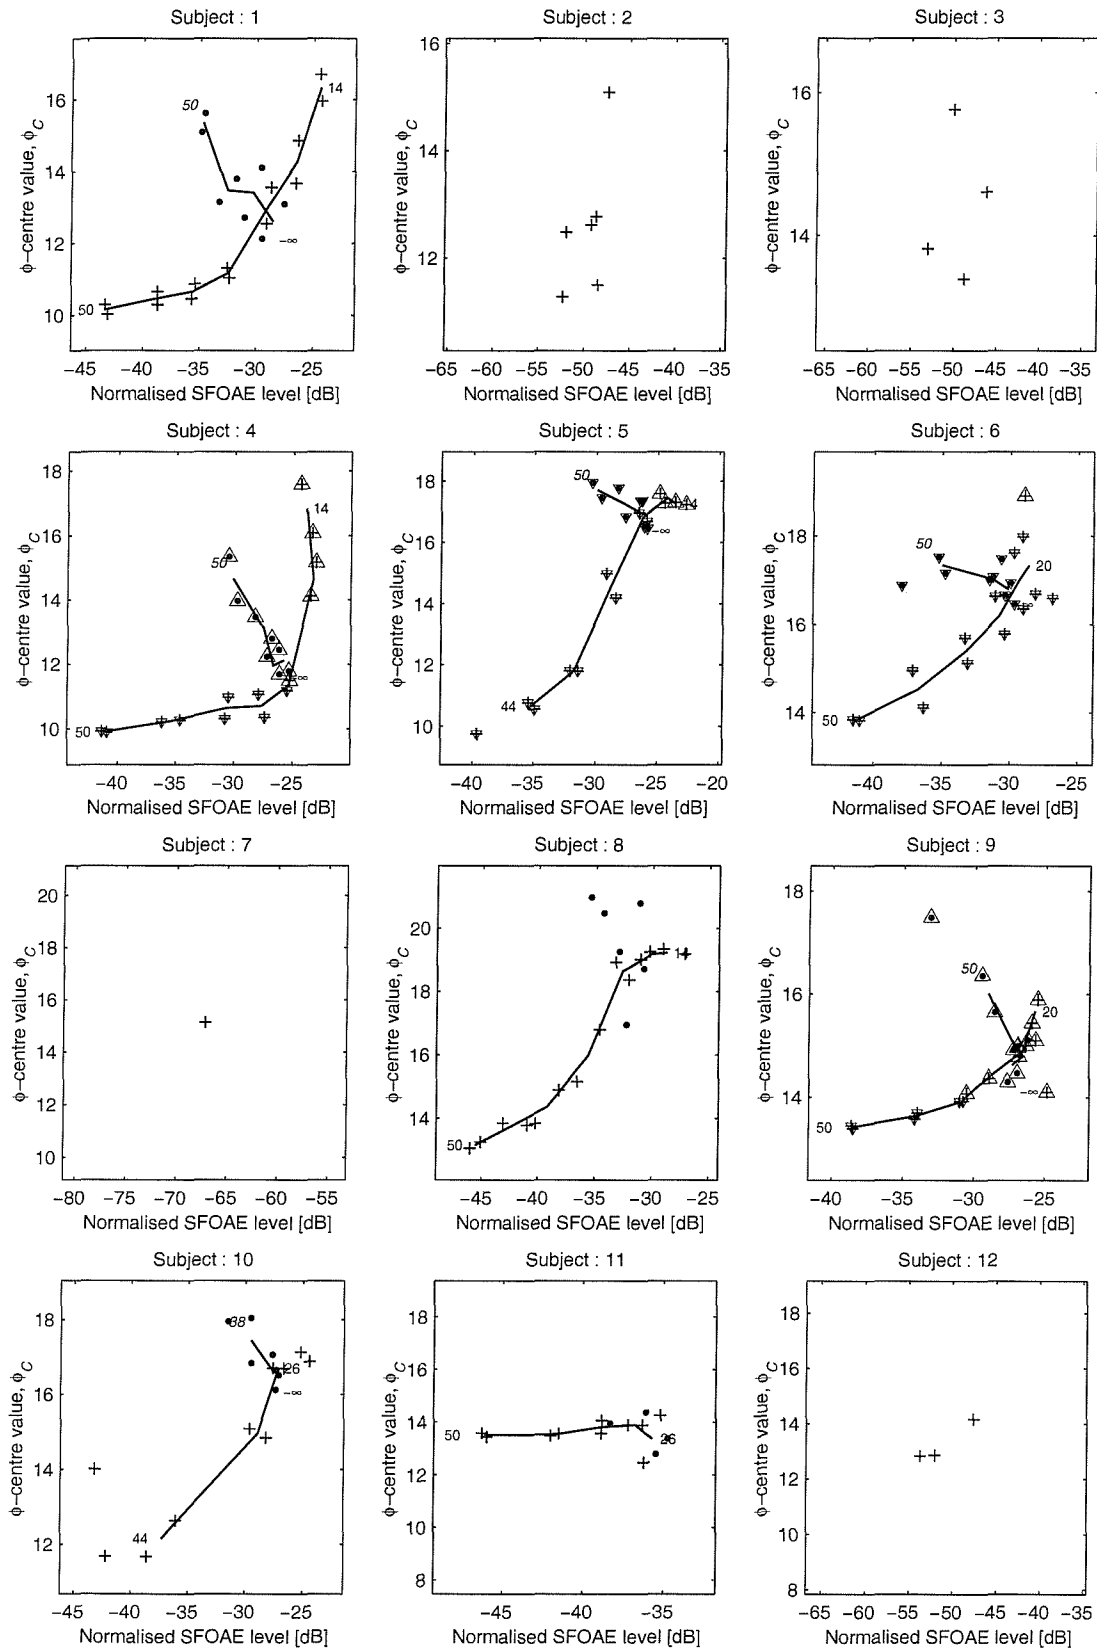 Subject : 1
Subject : 2
Subject : 3
16
14
12
10
50
14
−∞
50
φ−centre value, φC
−45 −40 −35 −30 −25
Normalised SFOAE level [dB]
16
14
12
φ−centre value, φC
−65 −60 −55 −50 −45 −40 −35
Normalised SFOAE level [dB]
16
14
φ−centre value, φC
−65 −60 −55 −50 −45 −40 −35
Normalised SFOAE level [dB]
Subject : 4
Subject : 5
Subject : 6
18
16
14
12
10
14
50
−∞
50
φ−centre value, φC
−40 −35 −30 −25 −20
Normalised SFOAE level [dB]
18
16
14
12
10
50
−∞
44
φ−centre value, φC
−40 −35 −30 −25 −20
Normalised SFOAE level [dB]
18
16
14
50
20
50
φ−centre value, φC
−40 −35 −30 −25
Normalised SFOAE level [dB]
Subject : 7
Subject : 8
Subject : 9
20
18
16
14
12
10
φ−centre value, φC
−80 −75 −70 −65 −60 −55
Normalised SFOAE level [dB]
20
18
16
14
14
50
φ−centre value, φC
−45 −40 −35 −30 −25
Normalised SFOAE level [dB]
18
16
14
50
20
−∞
50
φ−centre value, φC
−40 −35 −30 −25
Normalised SFOAE level [dB]
Subject : 10
Subject : 11
Subject : 12
18
16
14
12
38
26
−∞
44
φ−centre value, φC
−45 −40 −35 −30 −25
Normalised SFOAE level [dB]
18
16
14
12
10
8
50
26
φ−centre value, φC
−45 −40 −35
Normalised SFOAE level [dB]
18
16
14
12
10
8
φ−centre value, φC
−65 −60 −55 −50 −45 −40 −35
Normalised SFOAE level [dB]